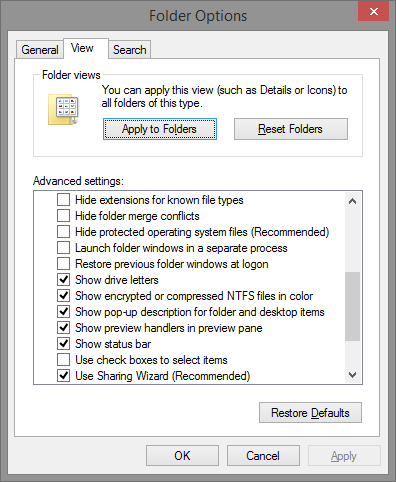 Folder Options
General View Search
Folder views
You can apply this view (such as Details or Icons) to
all folders of this type.
Apply to Folders Reset Folders
Advanced settings:
Hide extensions for known file types
Hide folder merge conflicts
Hide protected operating system files (Recommended)
Launch folder windows in a separate process
Restore previous folder windows at logon
Show drive letters
Show encrypted or compressed NTFS files in color
Show pop-up description for folder and desktop items
Show preview handlers in preview pane
Show status bar
Use check boxes to select items
Use Sharing Wizard (Recommended)
Restore Defaults
OK Cancel Apply